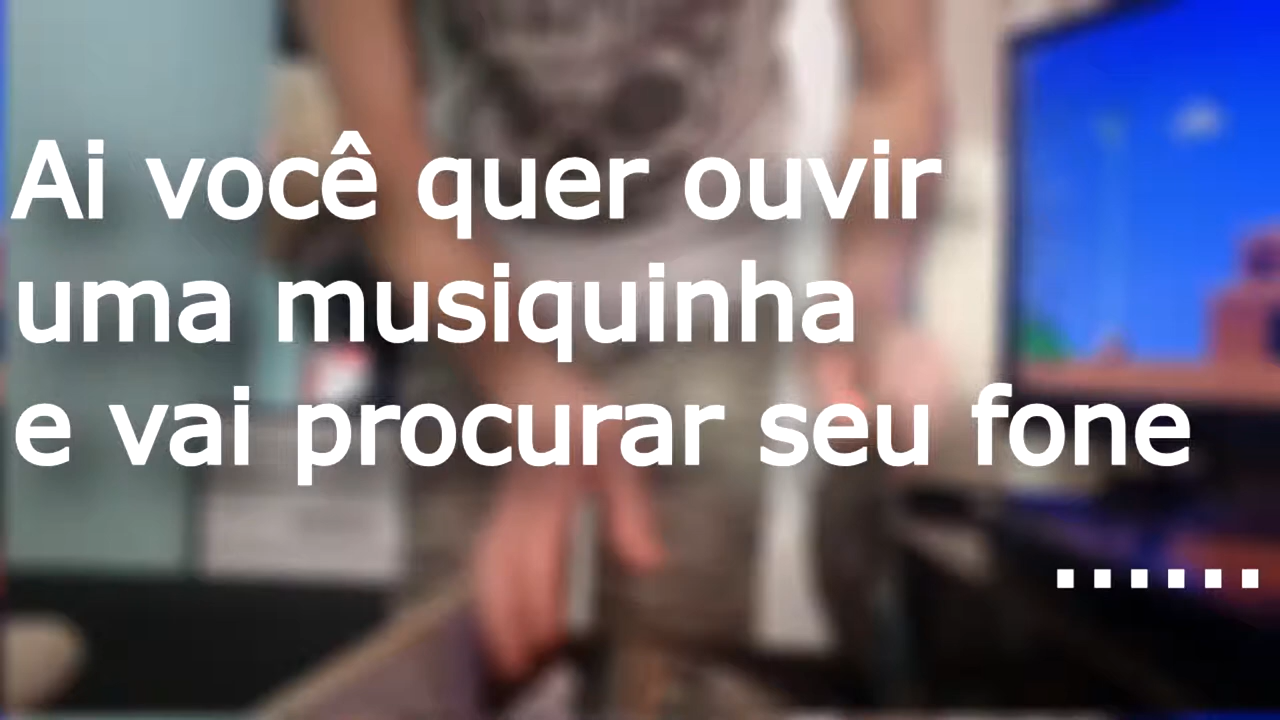 Ai você quer ouvir
uma musiquinha
e vai procurar seu fone
......